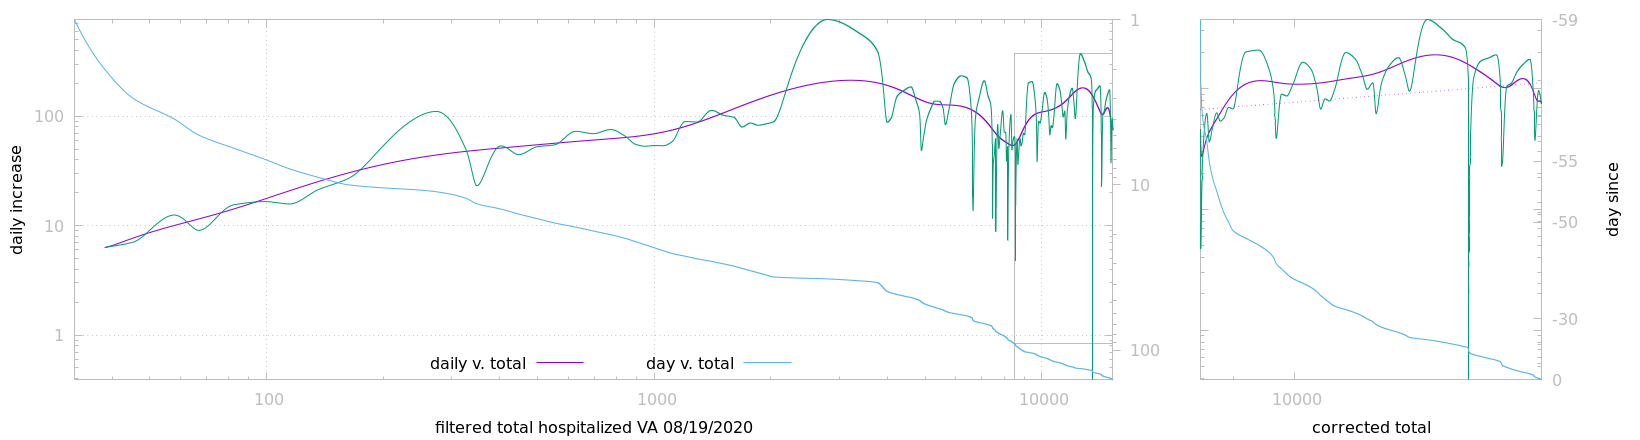 daily increase
100
10
1
daily v. total
day v. total
100
1000
10000
filtered total hospitalized VA 08/19/2020
1
10
100
10000
corrected total
-59
-55
-50
-30
0
day since